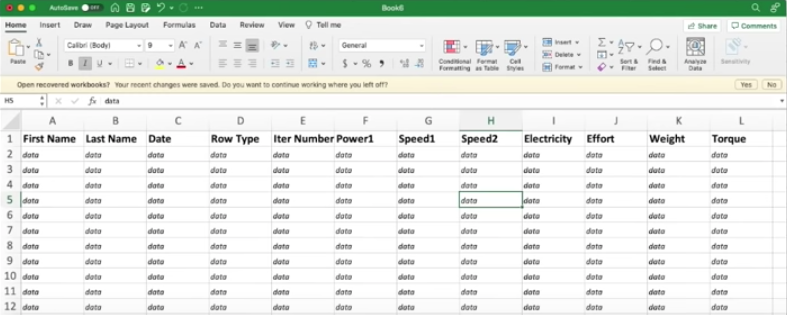 AutoSave OFF Book6
Home Insert Draw Page Layout Formulas Data Review View Tell me Share Comments
Calibri (Body) 9 A A General Insert
Paste B I U A $ % Conditional Formatting Format as Table Cell Styles Delete Format Sort & Filter Find & Select Analyze Data Sensitivity
Open recovered workbooks? Your recent changes were saved. Do you want to continue working where you left off? Yes No
H5 fx data
A B C D E F G H I J K L
1 First Name Last Name Date Row Type Iter Number Power1 Speed1 Speed2 Electricity Effort Weight Torque
2 data data data data data data data data data data data data
3 data data data data data data data data data data data data
4 data data data data data data data data data data data data
5 data data data data data data data data data data data data
6 data data data data data data data data data data data data
7 data data data data data data data data data data data data
8 data data data data data data data data data data data data
9 data data data data data data data data data data data data
10 data data data data data data data data data data data data
11 data data data data data data data data data data data data
12 data data data data data data data data data data data data